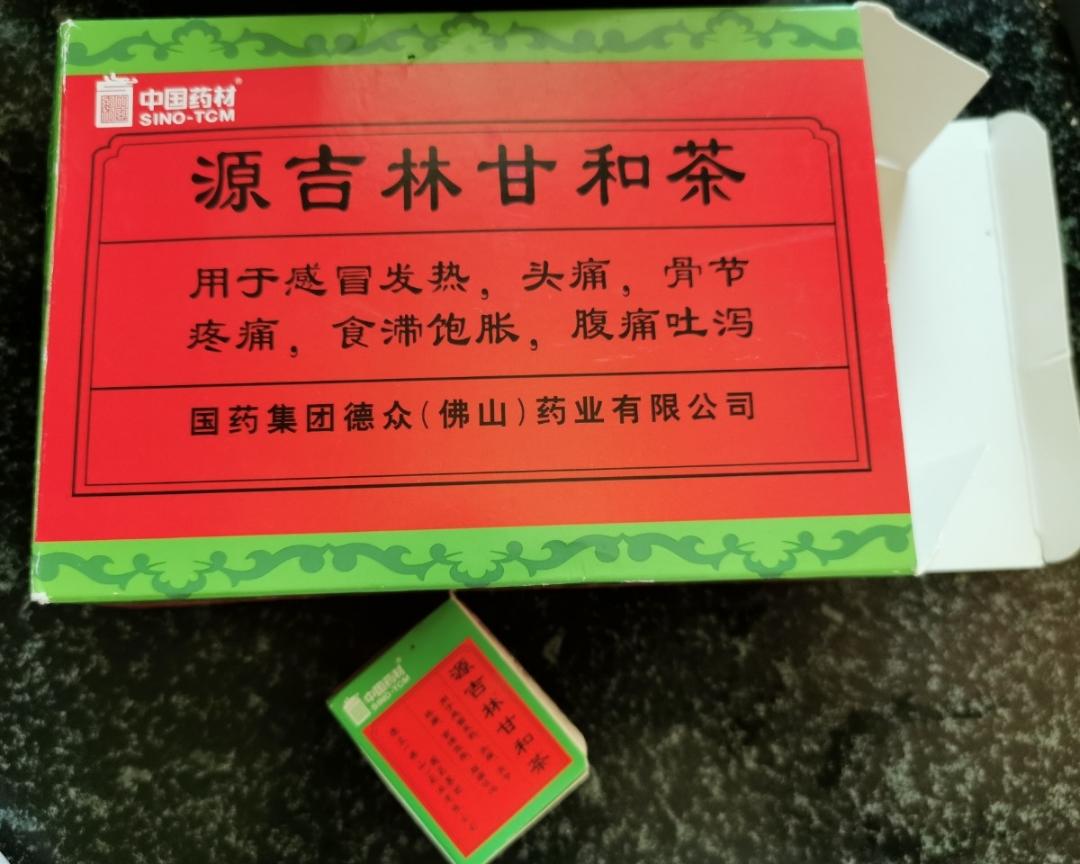 中国药材®
SINO-TCM
源吉林甘和茶
用于感冒发热，头痛，骨节
疼痛，食滞饱胀，腹痛吐泻
国药集团德众(佛山)药业有限公司
中国药材
SINO-TCM
源吉林甘和茶